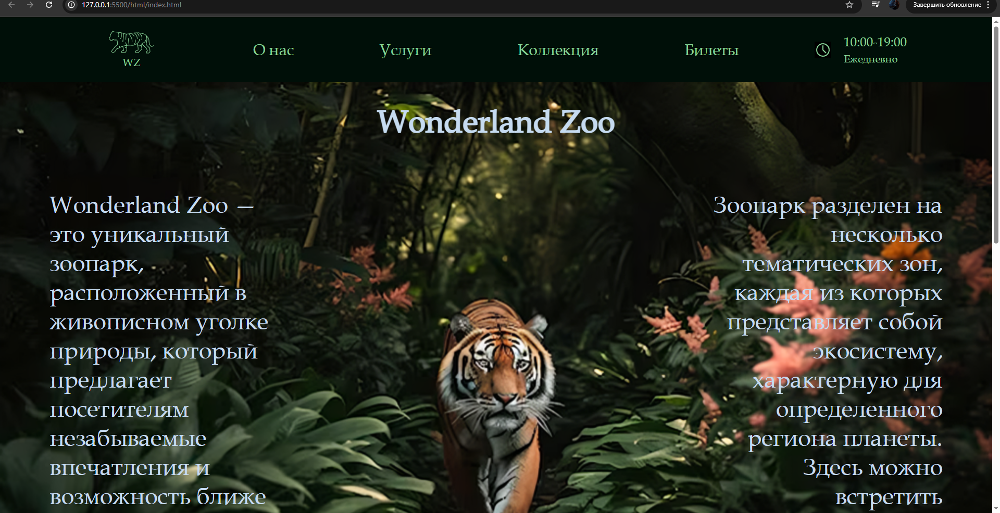 127.0.0.1:5500/html/index.html
Завершить обновление
WZ
О нас
Услуги
Коллекция
Билеты
10:00-19:00
Ежедневно
Wonderland Zoo
Wonderland Zoo —
это уникальный
зоопарк,
расположенный в
живописном уголке
природы, который
предлагает
посетителям
незабываемые
впечатления и
возможность ближе
Зоопарк разделен на
несколько
тематических зон,
каждая из которых
представляет собой
экосистему,
характерную для
определенного
региона планеты.
Здесь можно
встретить